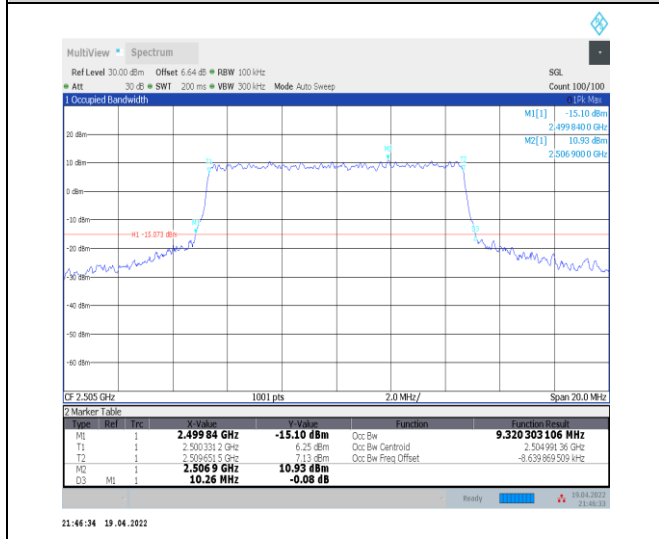 MultiView Spectrum
Ref Level 30.00 dBm Offset 6.64 dB RBW 100 kHz SGL
Att 30 dB SWT 200 ms VBW 300 kHz Mode Auto Sweep Count 100/100
1 Occupied Bandwidth 1Pk Max
M1[1] -15.10 dBm
2.499 840 0 GHz
M2[1] 10.93 dBm
2.506 900 0 GHz
20 dBm
M2
10 dBm
T1 T2
0 dBm
-10 dBm
M1
D3
H1 -15.073 dBm
-20 dBm
-30 dBm
-40 dBm
-50 dBm
-60 dBm
CF 2.505 GHz 1001 pts 2.0 MHz/ Span 20.0 MHz
2 Marker Table
Type Ref Trc X-Value Y-Value Function Function Result
M1 1 2.499 84 GHz -15.10 dBm Occ Bw 9.320 303 106 MHz
T1 1 2.500 331 2 GHz 6.25 dBm Occ Bw Centroid 2.504 991 36 GHz
T2 1 2.509 651 5 GHz 7.13 dBm Occ Bw Freq Offset -8.639 869 509 kHz
M2 1 2.506 9 GHz 10.93 dBm
D3 M1 1 10.26 MHz -0.08 dB
Ready 19.04.2022
21:46:33
21:46:34 19.04.2022